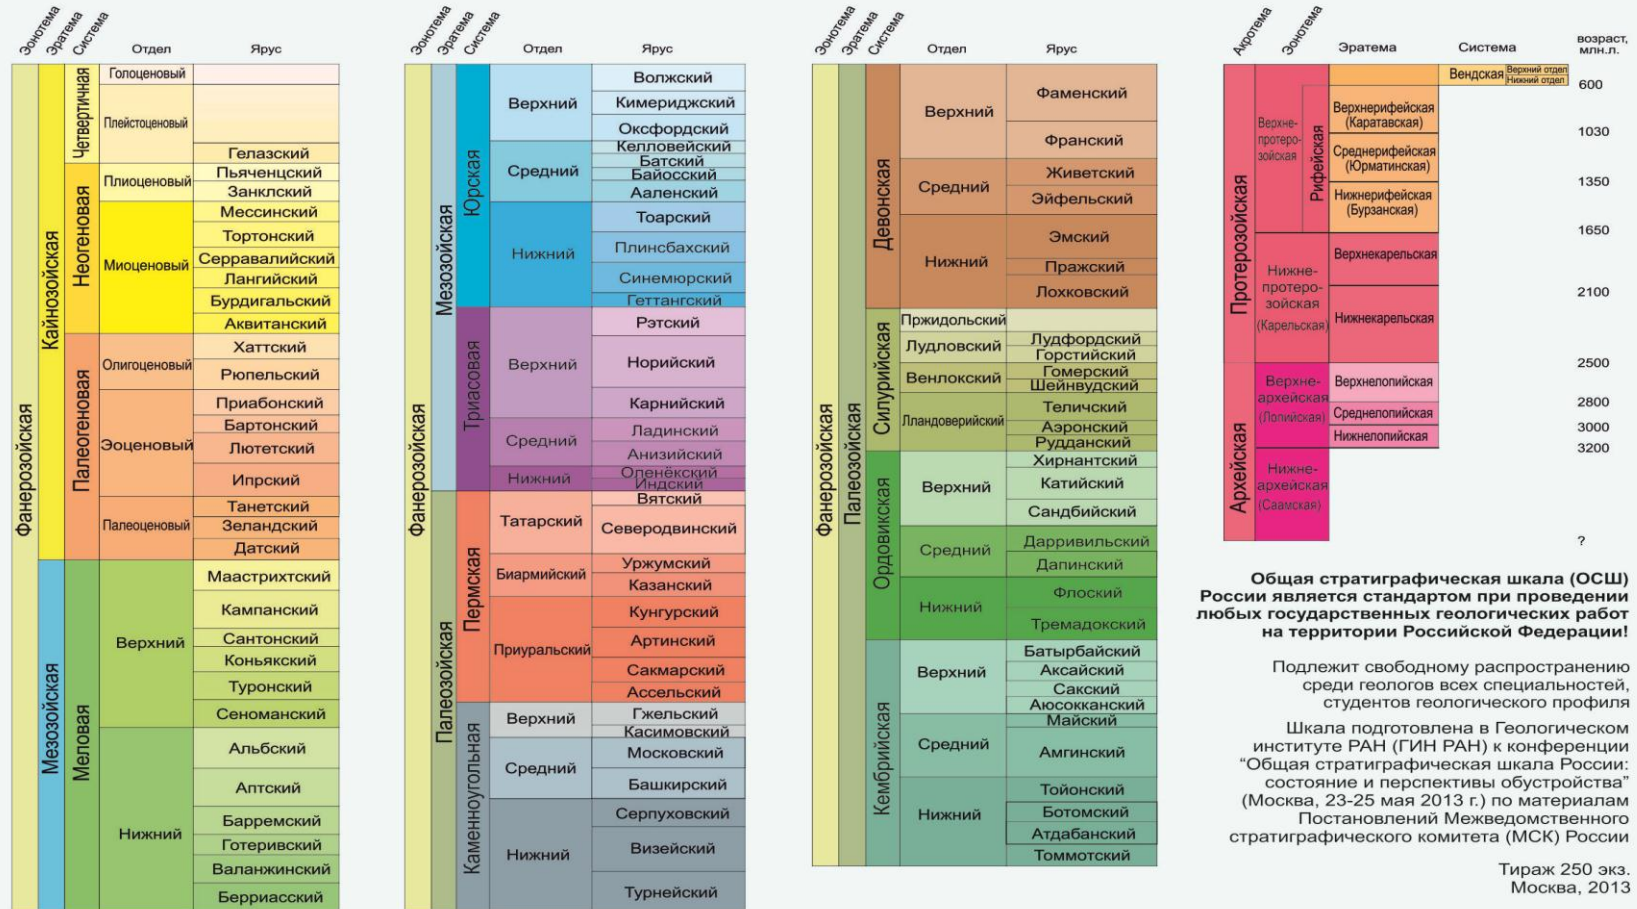 Эонотема
Эратема
Система
Отдел
Ярус
Фанерозойская
Кайнозойская
Четвертичная
Голоценовый
Плейстоценовый
Гелазский
Неогеновая
Плиоценовый
Пьяченцский
Занклский
Миоценовый
Мессинский
Тортонский
Серравалийский
Лангийский
Бурдигальский
Аквитанский
Палеогеновая
Олигоценовый
Хаттский
Рюпельский
Эоценовый
Приабонский
Бартонский
Лютетский
Ипрский
Палеоценовый
Танетский
Зеландский
Датский
Мезозойская
Меловая
Верхний
Маастрихтский
Кампанский
Сантонский
Коньякский
Туронский
Сеноманский
Нижний
Альбский
Аптский
Барремский
Готеривский
Валанжинский
Берриасский
Эонотема
Эратема
Система
Отдел
Ярус
Фанерозойская
Мезозойская
Юрская
Верхний
Волжский
Кимериджский
Оксфордский
Средний
Келловейский
Батский
Байосский
Ааленский
Нижний
Тоарский
Плинсбахский
Синемюрский
Геттангский
Триасовая
Верхний
Рэтский
Норийский
Карнийский
Средний
Ладинский
Анизийский
Нижний
Оленёкский
Индский
Палеозойская
Пермская
Татарский
Вятский
Северодвинский
Биармийский
Уржумский
Казанский
Приуральский
Кунгурский
Артинский
Сакмарский
Ассельский
Каменноугольная
Верхний
Гжельский
Касимовский
Средний
Московский
Башкирский
Нижний
Серпуховский
Визейский
Турнейский
Эонотема
Эратема
Система
Отдел
Ярус
Фанерозойская
Палеозойская
Девонская
Верхний
Фаменский
Франский
Средний
Живетский
Эйфельский
Нижний
Эмский
Пражский
Лохковский
Силурийская
Пржидольский
Лудловский
Лудфордский
Горстийский
Венлокский
Гомерский
Шейнвудский
Лландоверийский
Теличский
Аэронский
Рудданский
Ордовикская
Верхний
Хирнантский
Катийский
Сандбийский
Средний
Дарривильский
Дапинский
Нижний
Флоский
Тремадокский
Кембрийская
Верхний
Батырбайский
Аксайский
Сакский
Аюсокканский
Средний
Майский
Амгинский
Нижний
Тойонский
Ботомский
Атдабанский
Томмотский
Акротема
Эонотема
Эратема
Система
возраст,
млн.л.
Протерозойская
Верхне-
протеро-
зойская
Рифейская
Вендская
Верхний отдел
Нижний отдел
600
Верхнерифейская
(Каратавская)
1030
Среднерифейская
(Юрматинская)
1350
Нижнерифейская
(Бурзанская)
1650
Нижне-
протеро-
зойская
(Карельская)
Верхнекарельская
2100
Нижнекарельская
2500
Архейская
Верхне-
архейская
(Лопийская)
Верхнелопийская
2800
Среднелопийская
3000
Нижнелопийская
3200
Нижне-
архейская
(Саамская)
?
Общая стратиграфическая шкала (ОСШ)
России является стандартом при проведении
любых государственных геологических работ
на территории Российской Федерации!
Подлежит свободному распространению
среди геологов всех специальностей,
студентов геологического профиля
Шкала подготовлена в Геологическом
институте РАН (ГИН РАН) к конференции
“Общая стратиграфическая шкала России:
состояние и перспективы обустройства”
(Москва, 23-25 мая 2013 г.) по материалам
Постановлений Межведомственного
стратиграфического комитета (МСК) России
Тираж 250 экз.
Москва, 2013